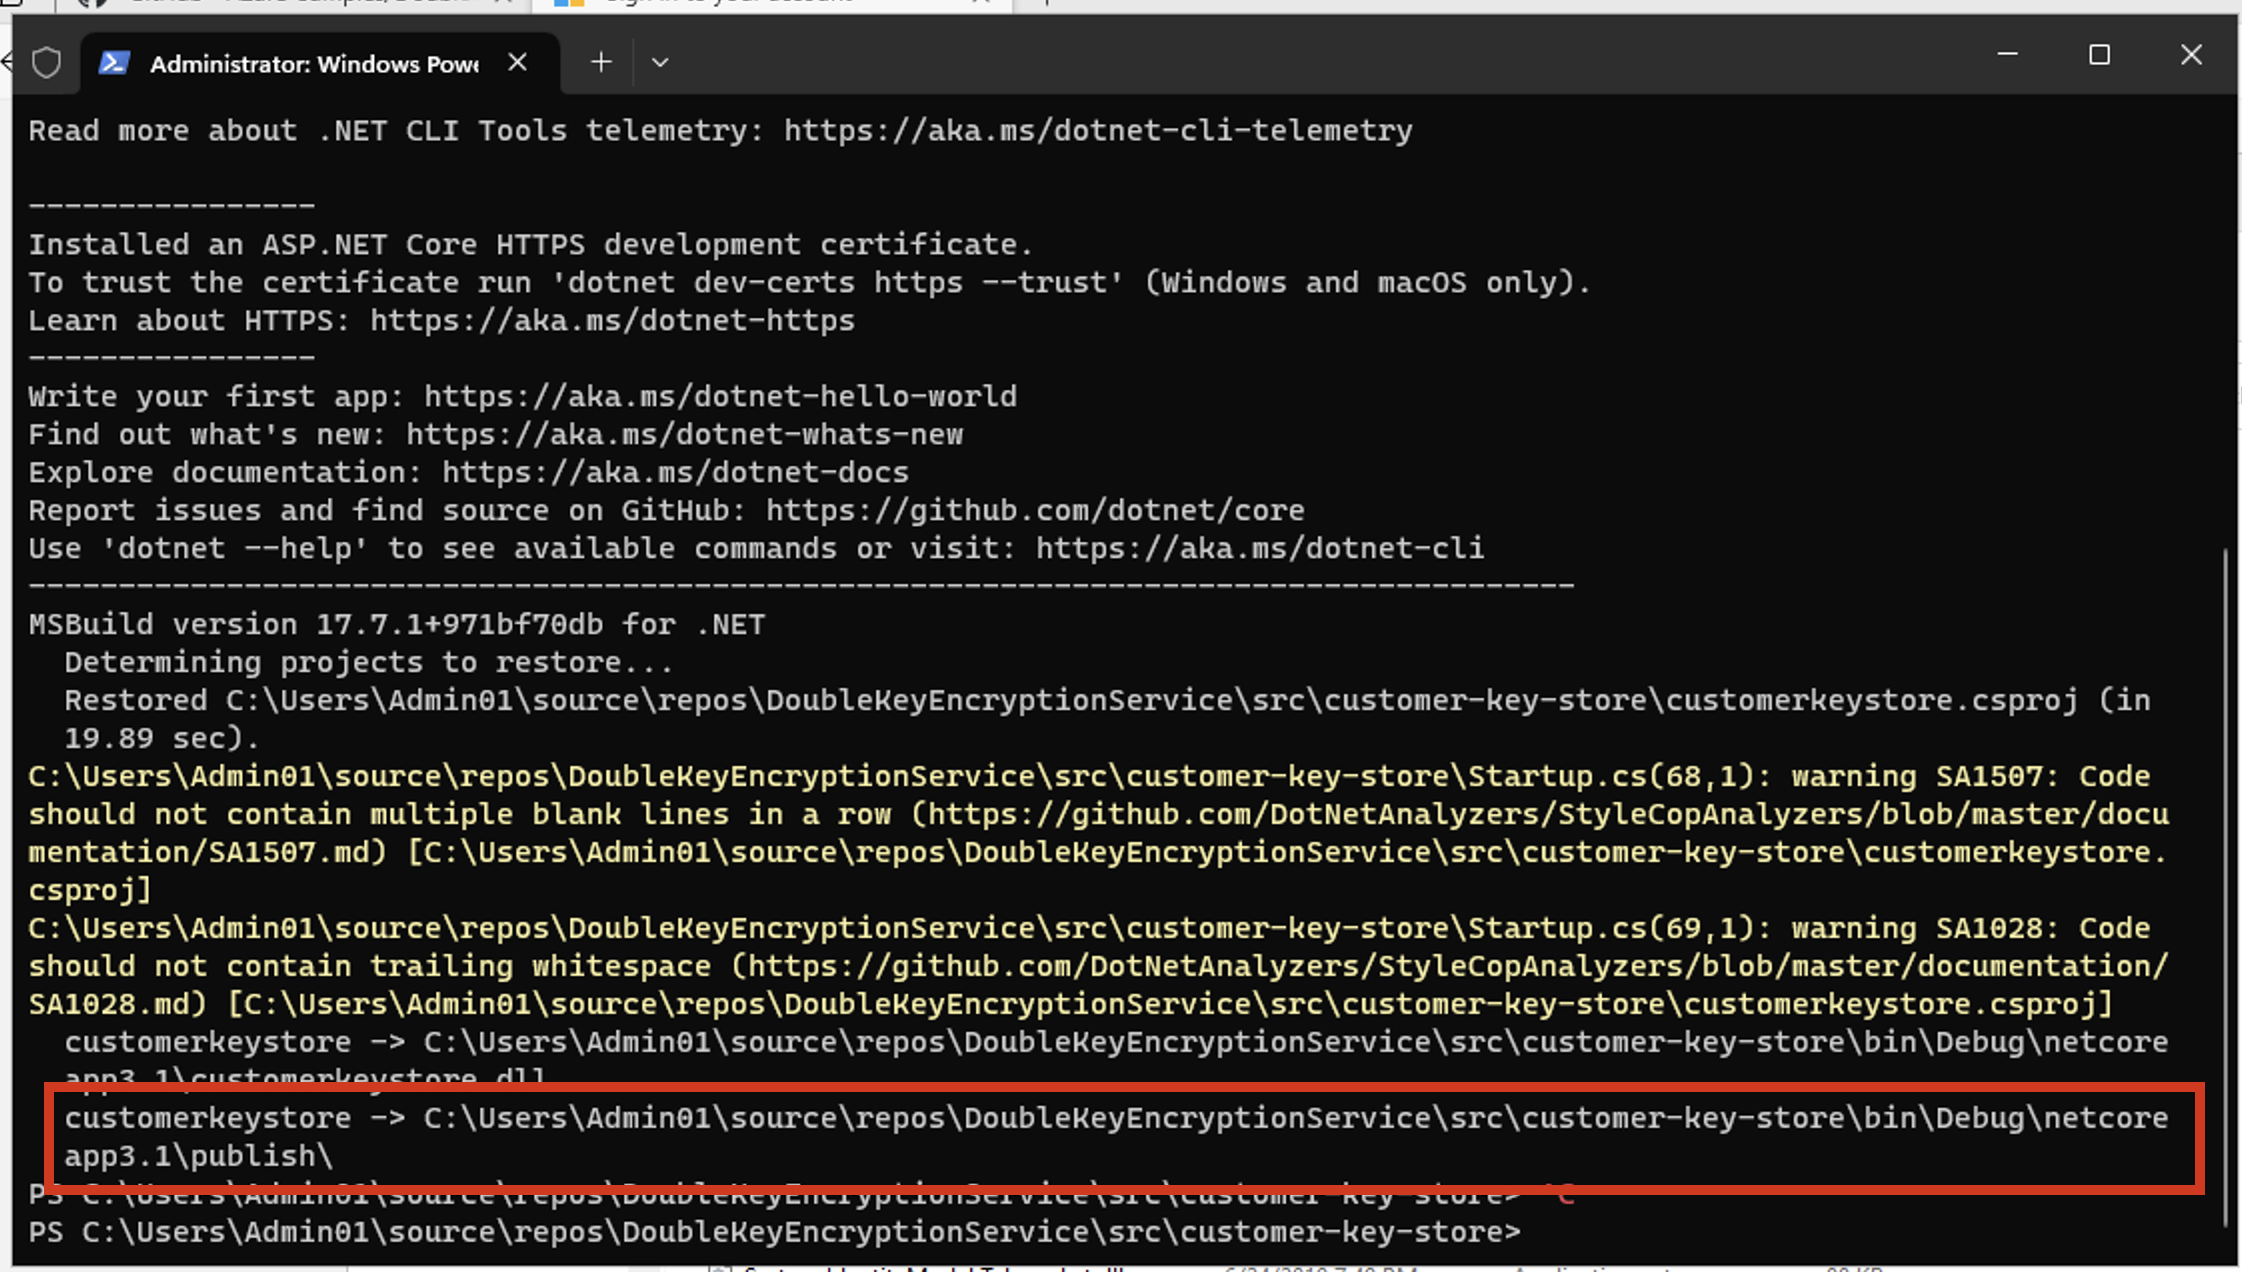 Administrator: Windows Powe
Read more about .NET CLI Tools telemetry: https://aka.ms/dotnet-cli-telemetry
----------------
Installed an ASP.NET Core HTTPS development certificate.
To trust the certificate run 'dotnet dev-certs https --trust' (Windows and macOS only).
Learn about HTTPS: https://aka.ms/dotnet-https
----------------
Write your first app: https://aka.ms/dotnet-hello-world
Find out what's new: https://aka.ms/dotnet-whats-new
Explore documentation: https://aka.ms/dotnet-docs
Report issues and find source on GitHub: https://github.com/dotnet/core
Use 'dotnet --help' to see available commands or visit: https://aka.ms/dotnet-cli
--------------------------------------------------------------------------------------
MSBuild version 17.7.1+971bf70db for .NET
Determining projects to restore...
Restored C:\Users\Admin01\source\repos\DoubleKeyEncryptionService\src\customer-key-store\customerkeystore.csproj (in
19.89 sec).
C:\Users\Admin01\source\repos\DoubleKeyEncryptionService\src\customer-key-store\Startup.cs(68,1): warning SA1507: Code
should not contain multiple blank lines in a row (https://github.com/DotNetAnalyzers/StyleCopAnalyzers/blob/master/docu
mentation/SA1507.md) [C:\Users\Admin01\source\repos\DoubleKeyEncryptionService\src\customer-key-store\customerkeystore.
csproj]
C:\Users\Admin01\source\repos\DoubleKeyEncryptionService\src\customer-key-store\Startup.cs(69,1): warning SA1028: Code
should not contain trailing whitespace (https://github.com/DotNetAnalyzers/StyleCopAnalyzers/blob/master/documentation/
SA1028.md) [C:\Users\Admin01\source\repos\DoubleKeyEncryptionService\src\customer-key-store\customerkeystore.csproj]
customerkeystore -> C:\Users\Admin01\source\repos\DoubleKeyEncryptionService\src\customer-key-store\bin\Debug\netcore
app3.1\customerkeystore.dll
customerkeystore -> C:\Users\Admin01\source\repos\DoubleKeyEncryptionService\src\customer-key-store\bin\Debug\netcore
app3.1\publish\
PS C:\Users\Admin01\source\repos\DoubleKeyEncryptionService\src\customer-key-store> ^C
PS C:\Users\Admin01\source\repos\DoubleKeyEncryptionService\src\customer-key-store>